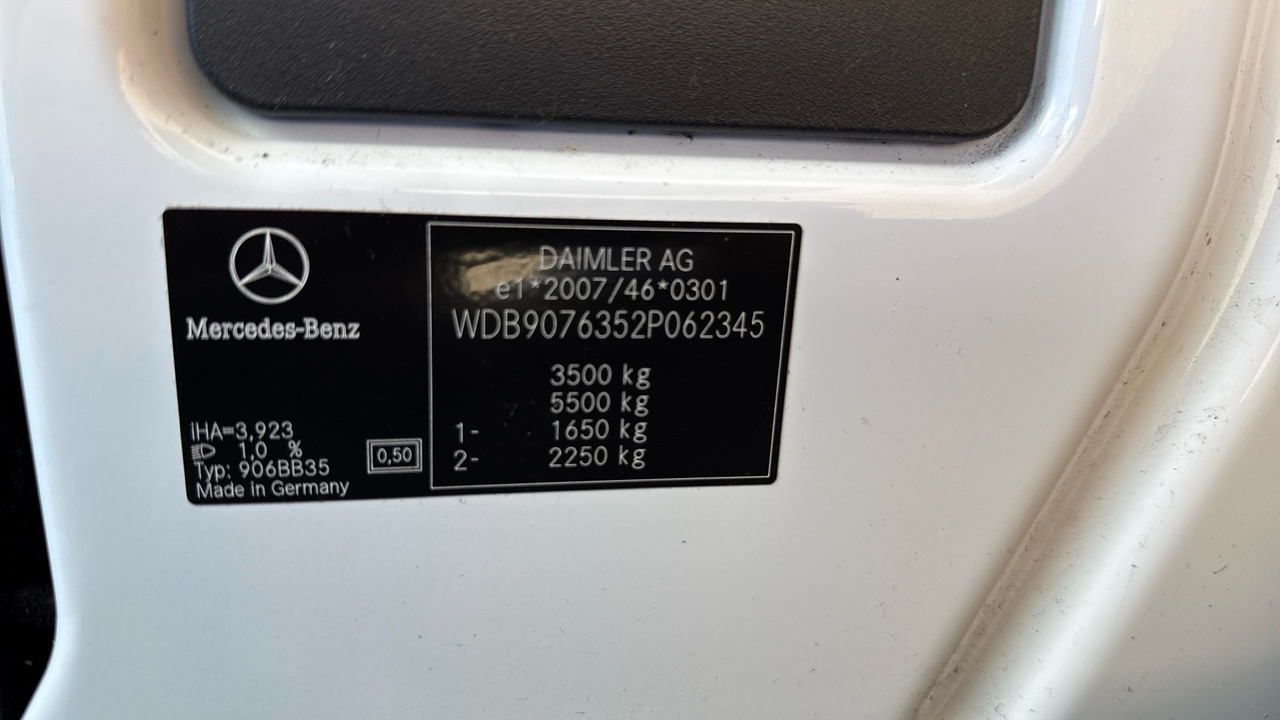 Mercedes-Benz
iHA=3,923
1,0 %
Typ: 906BB35
Made in Germany
0,50
DAIMLER AG
e1*2007/46*0301
WDB9076352P062345
3500 kg
5500 kg
1- 1650 kg
2- 2250 kg